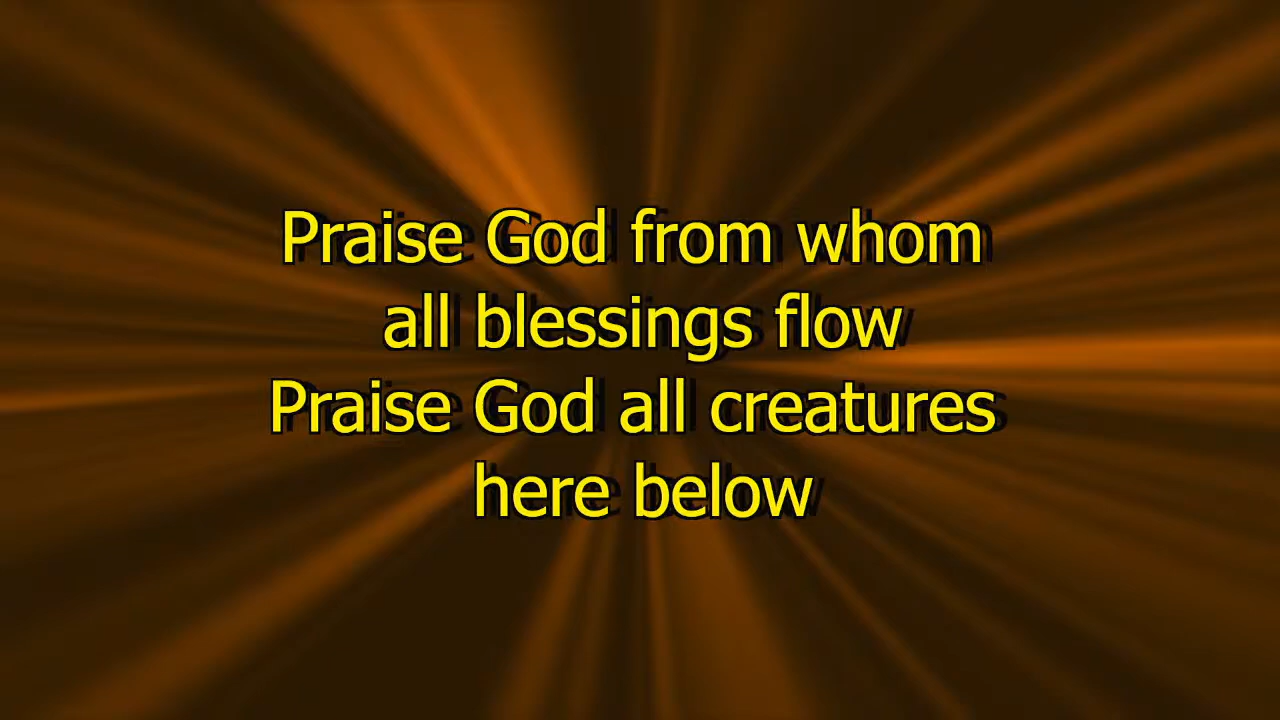 Praise God from whom
all blessings flow
Praise God all creatures
here below